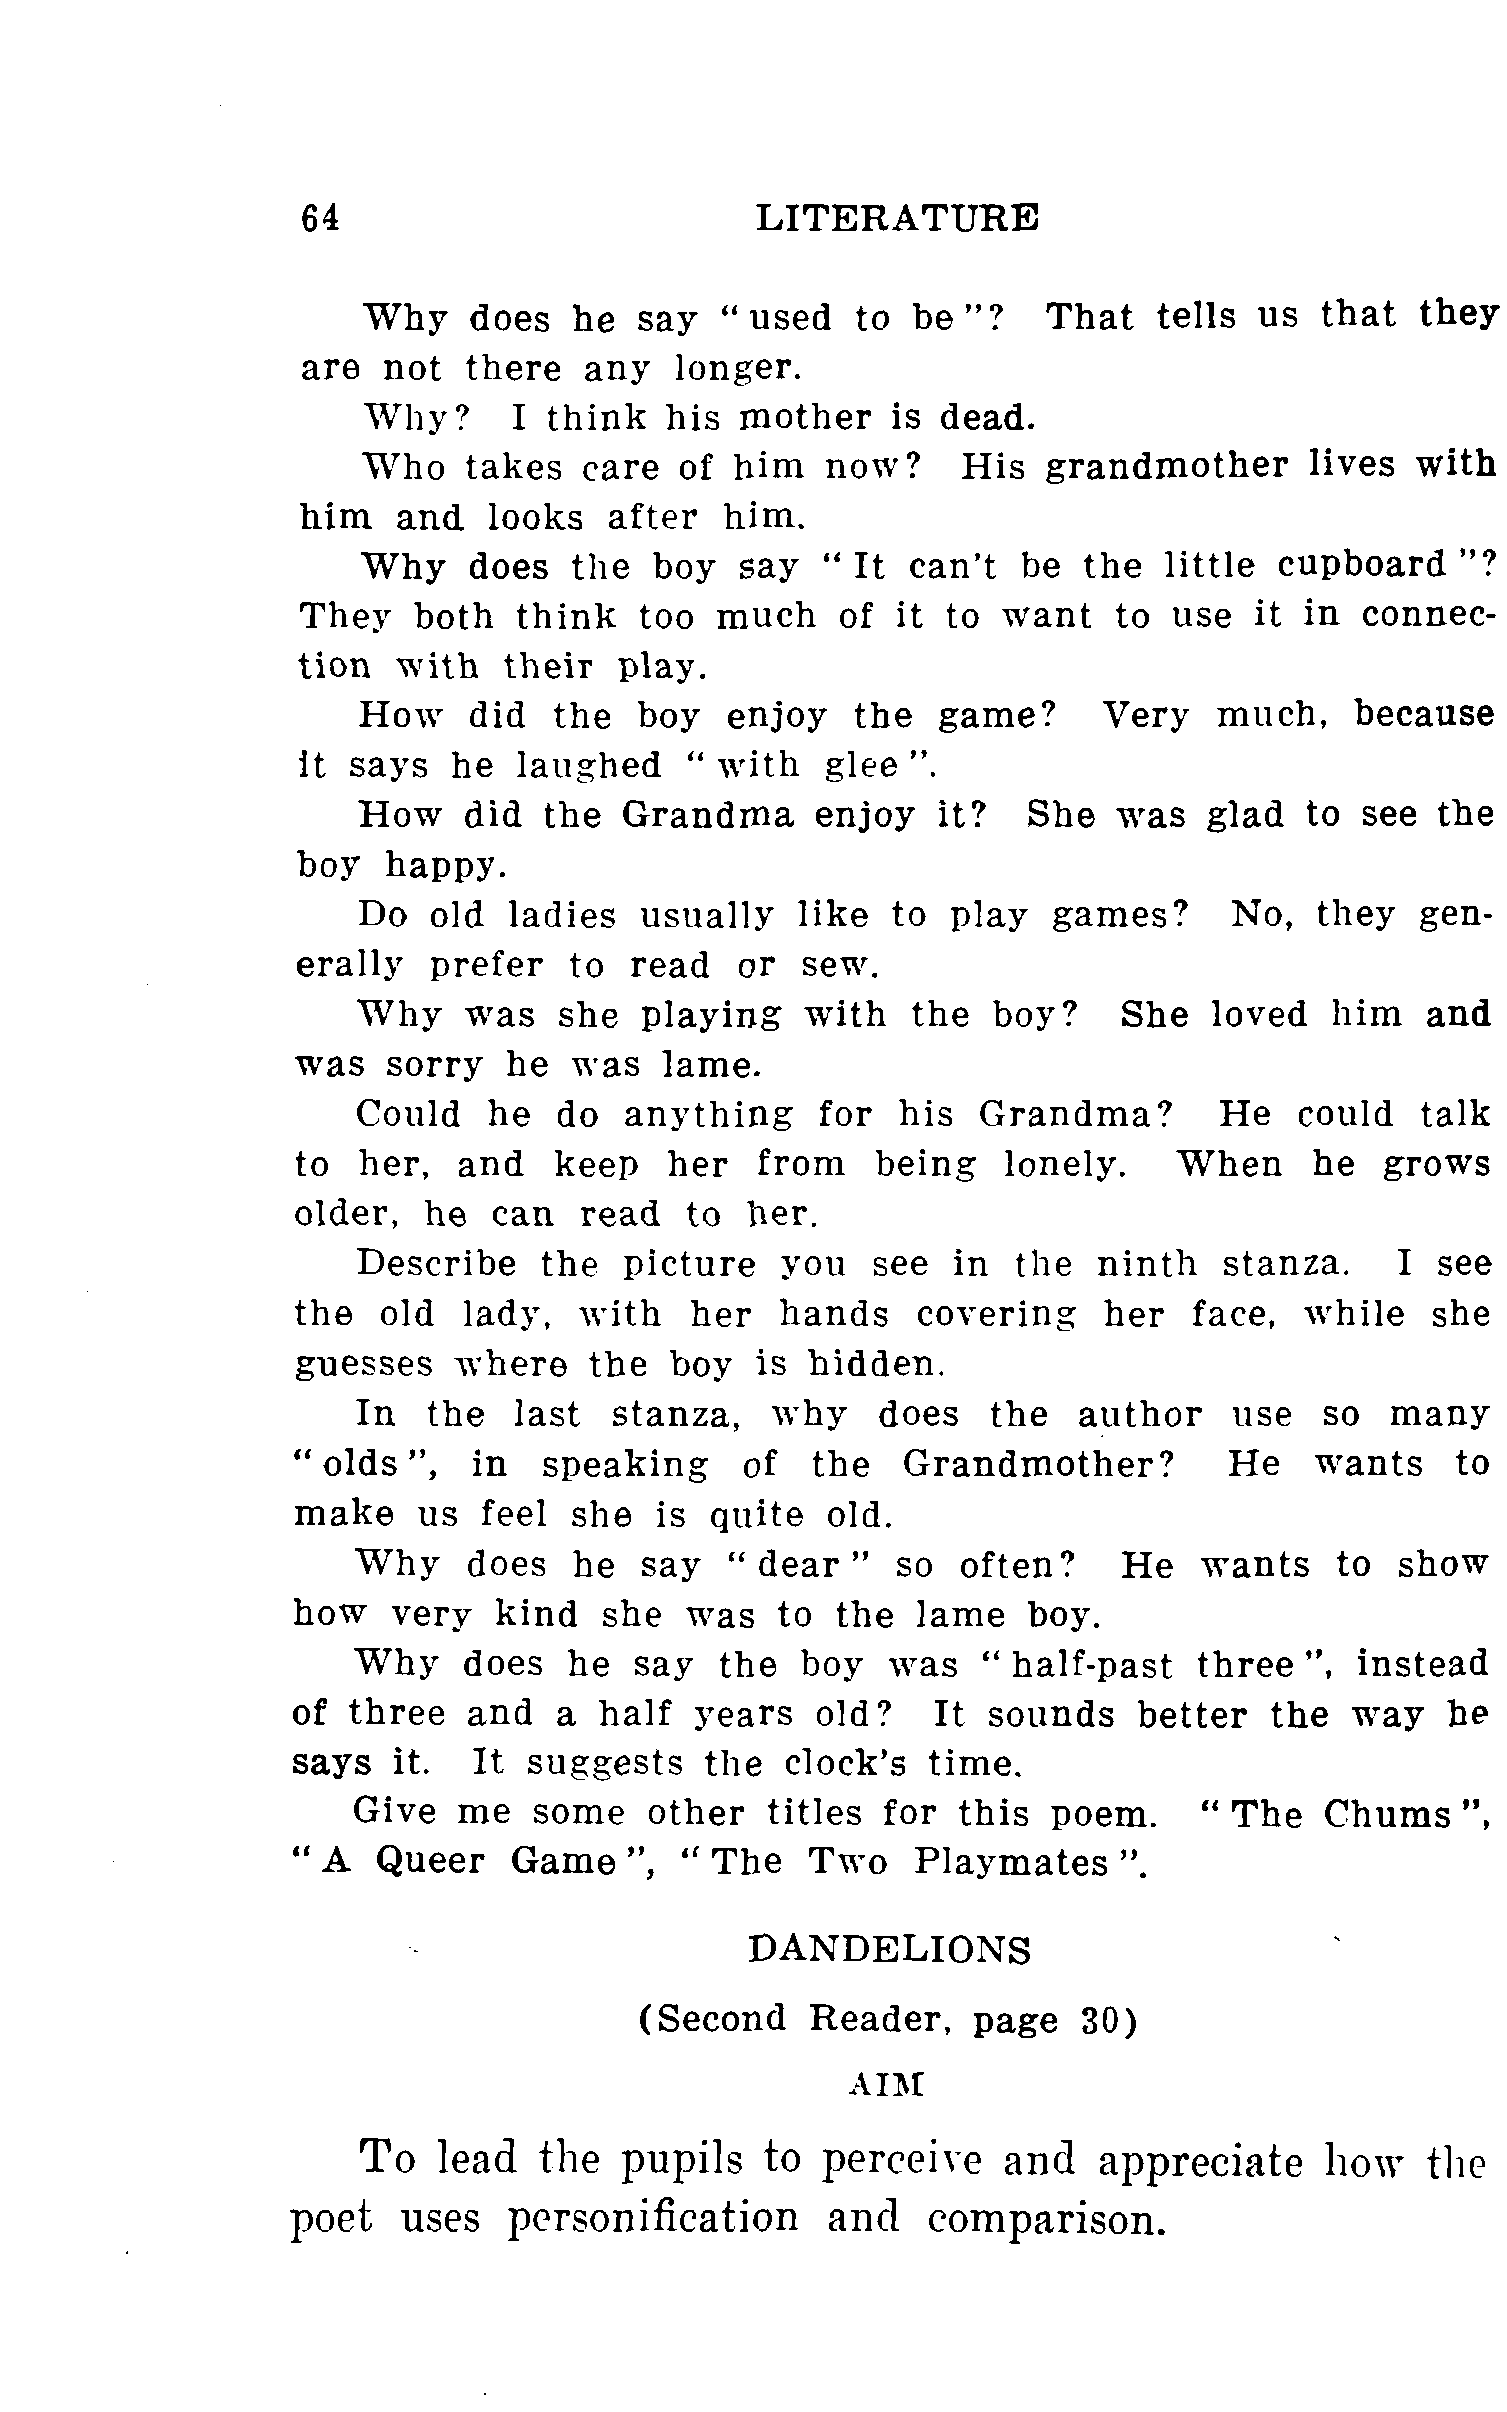 64 LITERATURE
Why does he say “used to be”? That tells us that they
are not there any longer.
Why? I think his mother is dead.
Who takes care of him now? His grandmother lives with
him and looks after him.
Why does the boy say “It can't be the little cupboard”?
They both think too much of it to want to use it in connec-
tion with their play.
How did the boy enjoy the game? Very much, because
it says he laughed “with glee”.
How did the Grandma enjoy it? She was glad to see the
boy happy.
Do old ladies usually like to play games? No, they gen-
erally prefer to read or sew.
Why was she playing with the boy? She loved him and
was sorry he was lame.
Could he do anything for his Grandma? He could talk
to her, and keep her from being lonely. When he grows
older, he can read to her.
Describe the picture you see in the ninth stanza. I see
the old lady, with her hands covering her face, while she
guesses where the boy is hidden.
In the last stanza, why does the author use so many
“olds”, in speaking of the Grandmother? He wants to
make us feel she is quite old.
Why does he say “dear” so often? He wants to show
how very kind she was to the lame boy.
Why does he say the boy was “half-past three”, instead
of three and a half years old? It sounds better the way he
says it. It suggests the clock's time.
Give me some other titles for this poem. “The Chums”,
“A Queer Game”, “The Two Playmates”.
DANDELIONS
(Second Reader, page 30)
AIM
To lead the pupils to perceive and appreciate how the
poet uses personification and comparison.